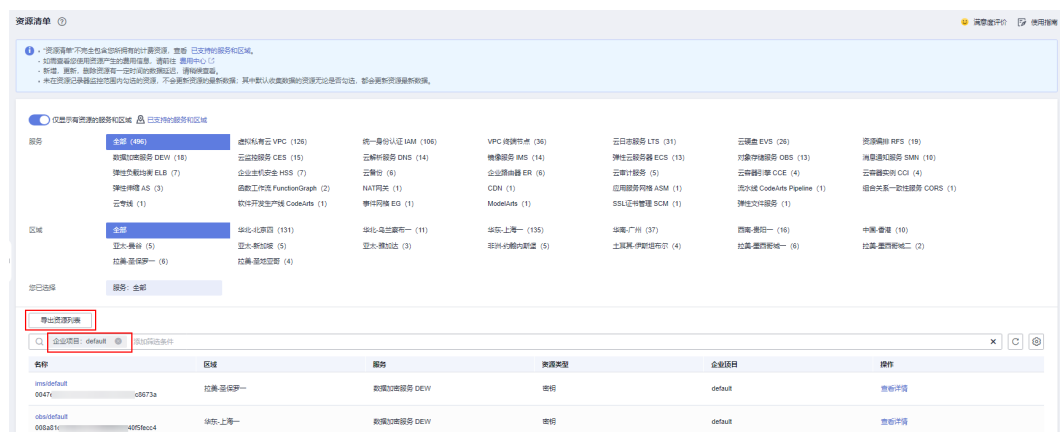 资源清单 满意度评价 使用指南
“资源清单”不完全包含您所拥有的计费资源，查看 已支持的服务和区域。
如需查看您使用资源产生的费用信息，请前往 费用中心
新增、更新、删除资源有一定时间的数据延迟，请稍候查看。
未在资源记录器监控范围内勾选的资源，不会更新资源的最新数据；其中默认收集数据的资源无论是否勾选，都会更新资源最新数据。
仅显示有资源的服务和区域 已支持的服务和区域
服务 全部 (496) 虚拟私有云 VPC (126) 统一身份认证 IAM (106) VPC 终端节点 (36) 云日志服务 LTS (31) 云硬盘 EVS (26) 资源编排 RFS (19)
数据加密服务 DEW (18) 云监控服务 CES (15) 云解析服务 DNS (14) 镜像服务 IMS (14) 弹性云服务器 ECS (13) 对象存储服务 OBS (13) 消息通知服务 SMN (10)
弹性负载均衡 ELB (7) 企业主机安全 HSS (7) 云备份 (6) 企业路由器 ER (6) 云审计服务 (5) 云容器引擎 CCE (4) 云容器实例 CCI (4)
弹性伸缩 AS (3) 函数工作流 FunctionGraph (2) NAT网关 (1) CDN (1) 应用服务网格 ASM (1) 流水线 CodeArts Pipeline (1) 组合关系一致性服务 CORS (1)
云专线 (1) 软件开发生产线 CodeArts (1) 事件网格 EG (1) ModelArts (1) SSL证书管理 SCM (1) 弹性文件服务 (1)
区域 全部 华北-北京四 (131) 华北-乌兰察布一 (11) 华东-上海一 (135) 华南-广州 (37) 西南-贵阳一 (16) 中国-香港 (10)
亚太-曼谷 (5) 亚太-新加坡 (5) 亚太-雅加达 (3) 非洲-约翰内斯堡 (5) 土耳其-伊斯坦布尔 (4) 拉美-墨西哥城一 (6) 拉美-墨西哥城二 (2)
拉美-圣保罗一 (6) 拉美-圣地亚哥 (4)
您已选择 服务：全部
导出资源列表
企业项目：default 添加筛选条件
名称 区域 服务 资源类型 企业项目 操作
ims/default
0047 c8673a 拉美-圣保罗一 数据加密服务 DEW 密钥 default 查看详情
obs/default
008a81 40f5fecc4 华东-上海一 数据加密服务 DEW 密钥 default 查看详情